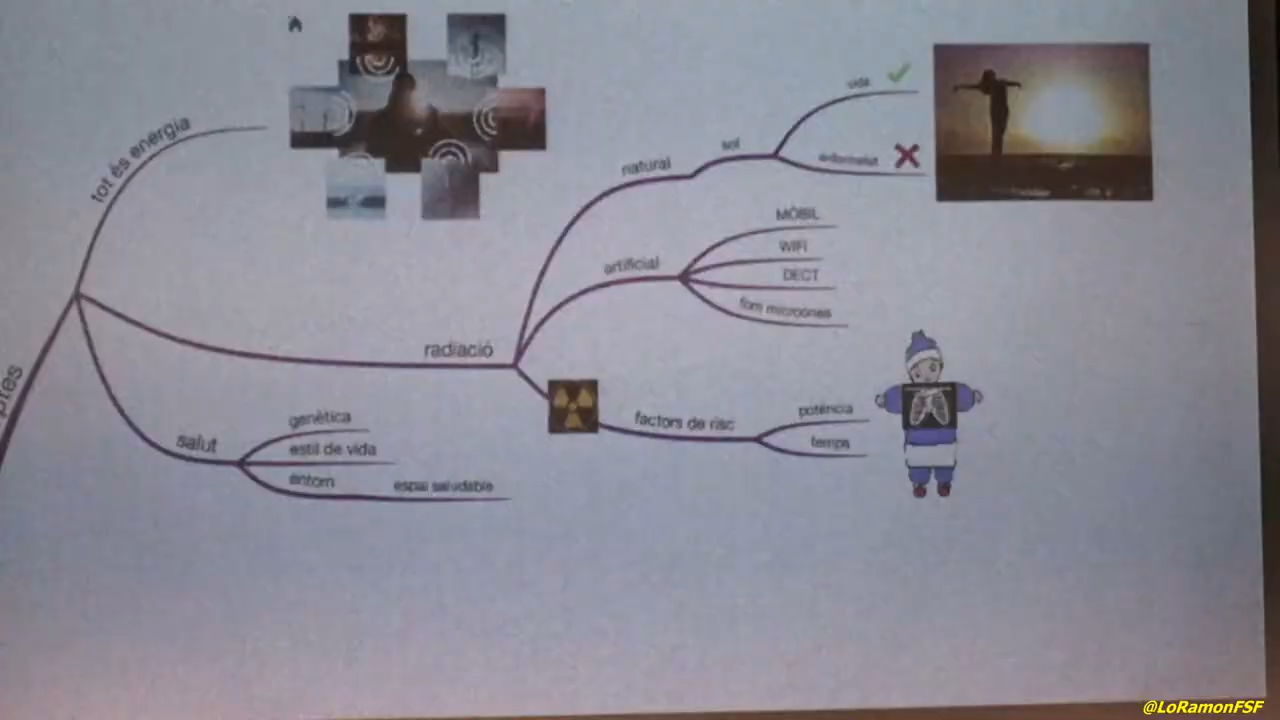 tot és energia
natural
sol
vida
artificial
MÒBIL
WIFI
DECT
forn microones
radiació
factors de risc
potència
temps
salut
genètica
estil de vida
entorn
espai saludable
@LoRamonFSF